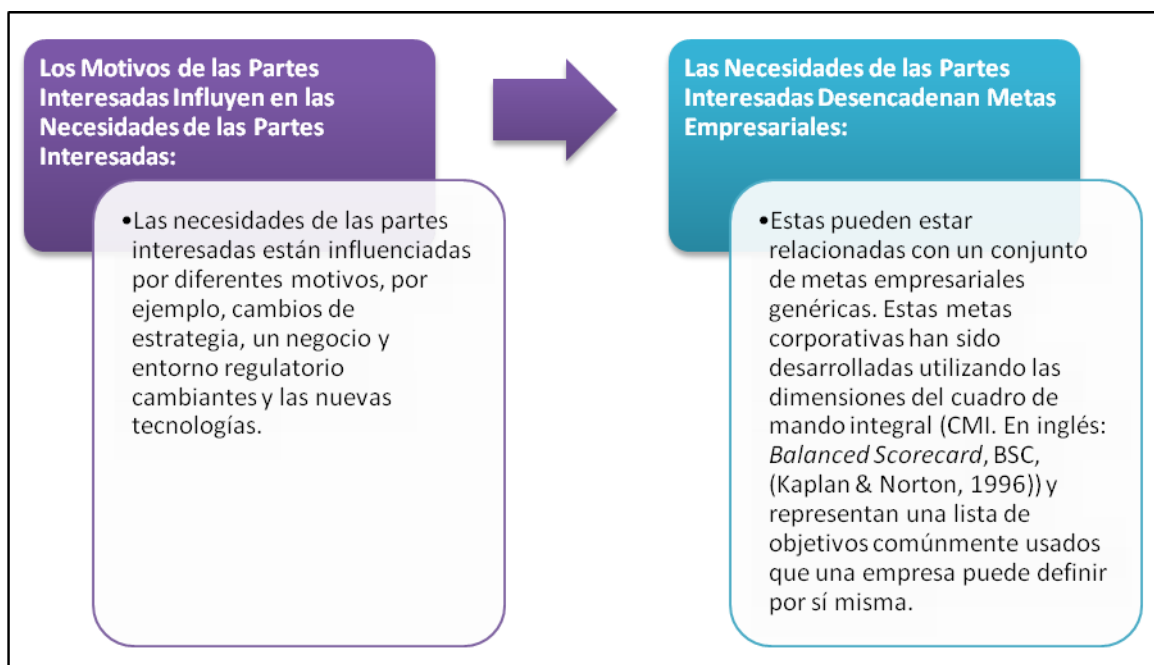 Los Motivos de las Partes
Interesadas Influyen en las
Necesidades de las Partes
Interesadas:
•Las necesidades de las partes
interesadas están influenciadas
por diferentes motivos, por
ejemplo, cambios de
estrategia, un negocio y
entorno regulatorio
cambiantes y las nuevas
tecnologías.
Las Necesidades de las Partes
Interesadas Desencadenan Metas
Empresariales:
•Estas pueden estar
relacionadas con un conjunto
de metas empresariales
genéricas. Estas metas
corporativas han sido
desarrolladas utilizando las
dimensiones del cuadro de
mando integral (CMI. En inglés:
Balanced Scorecard, BSC,
(Kaplan & Norton, 1996)) y
representan una lista de
objetivos comúnmente usados
que una empresa puede definir
por sí misma.